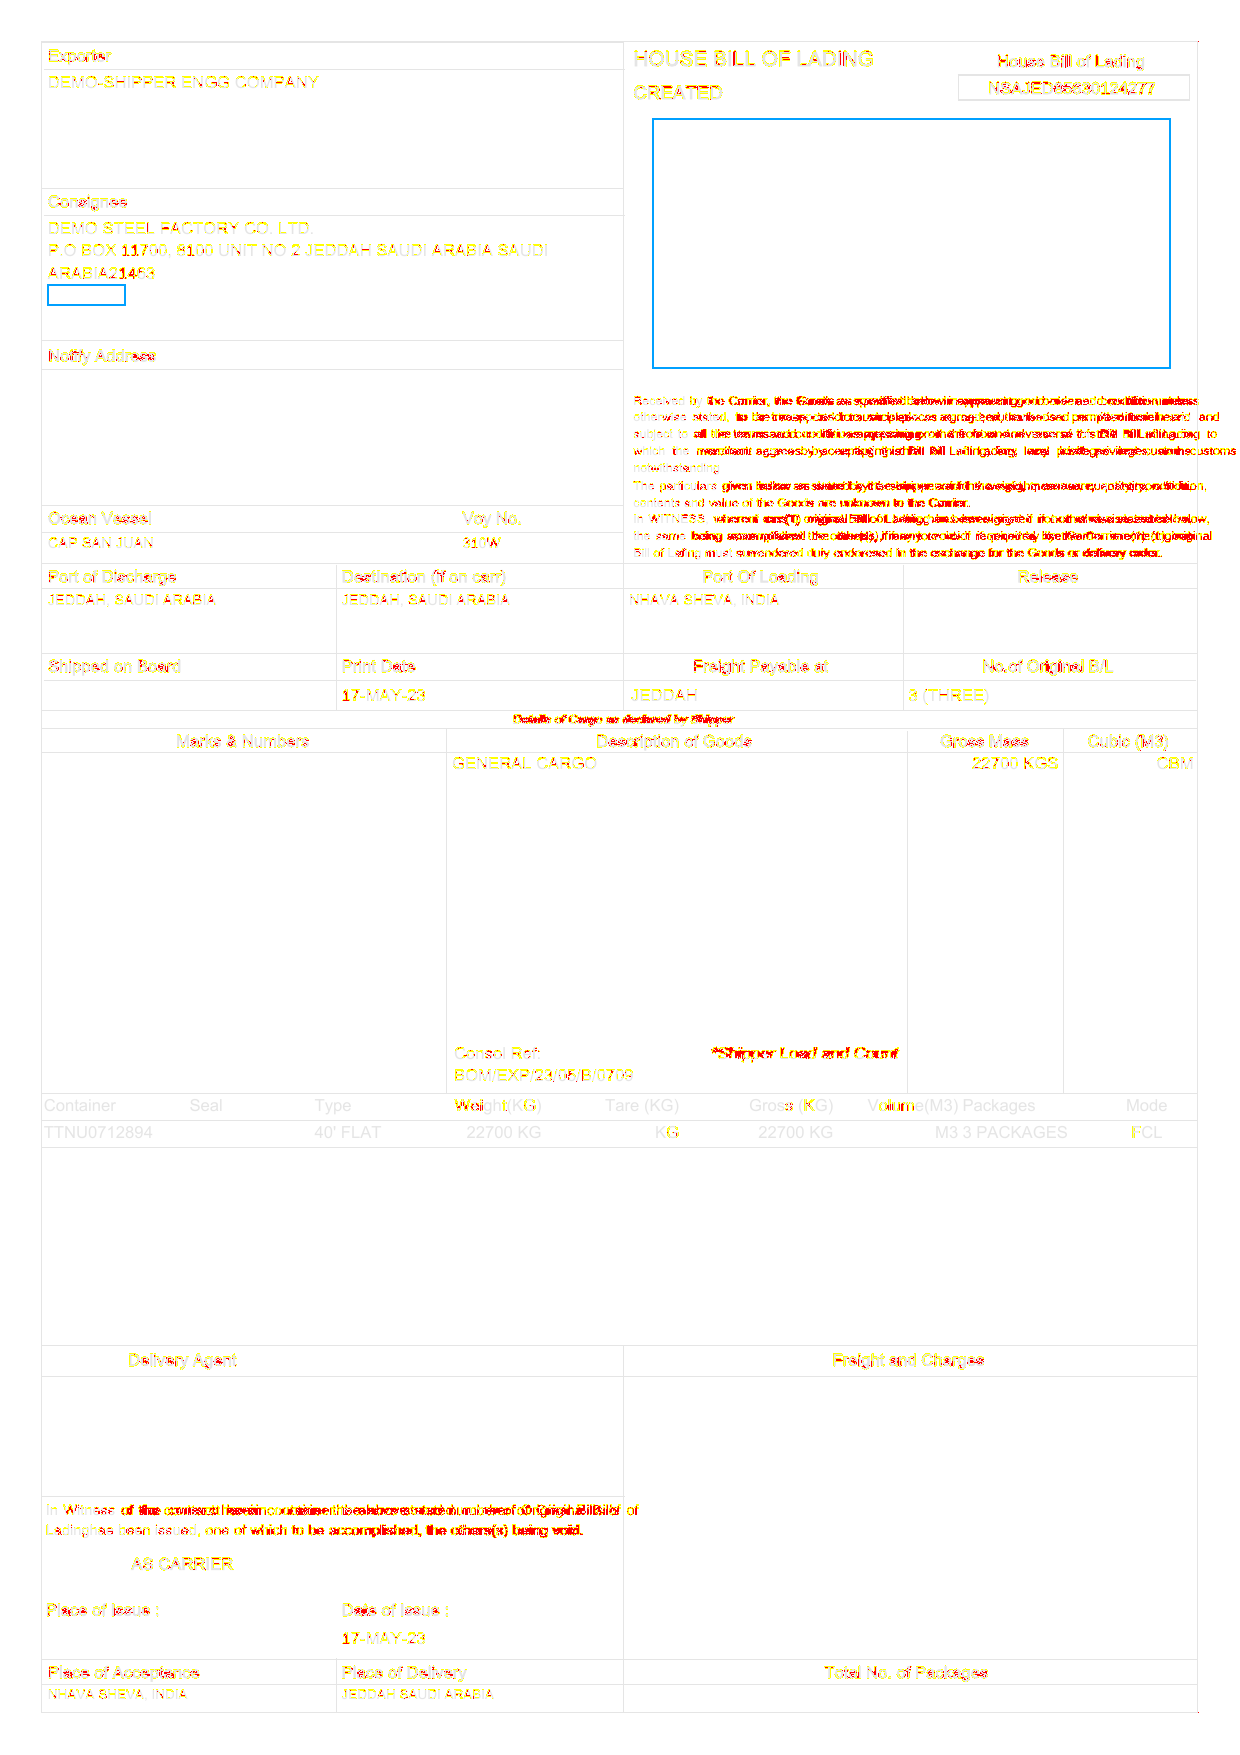 Exporter
DEMO-SHIPPER ENGG COMPANY
HOUSE BILL OF LADING
CREATED
House Bill of Lading
Consignee
DEMO STEEL FACTORY CO. LTD.
P.O BOX 11700, 8100 UNIT NO 2 JEDDAH SAUDI ARABIA SAUDI
ARABIA21453
Notify Address
Received by the Carrier, the Goods as specified below in apparent good order and condition unless
otherwise stated, to be transported to such place as agreed, authorised or permitted herein and
subject to all the terms and conditions appearing on the front and reverse of this Bill of Lading to
which the merchant agrees by accepting this Bill of Lading, any local privileges and customs
notwithstanding.
The particulars given below as stated by the shipper and the weight, measure, quantity, condition,
contents and value of the Goods are unknown to the Carrier.
In WITNESS whereof one(1) original Bill of Lading has been signed if not otherwise stated below,
the same being accomplished the other(s), if any, to be void. If required by the Carrier one(1) original
Bill of Lading must surrendered duly endorsed in the exchange for the Goods or delivery order.
Ocean Vessel
Voy No.
CAP SAN JUAN
310'W'
Port of Discharge
Destination (if on carr)
Port Of Loading
Release
JEDDAH, SAUDI ARABIA
JEDDAH, SAUDI ARABIA
NHAVA SHEVA, INDIA
Shipped on Board
Print Date
Freight Payable at
No.of Original B/L
17-MAY-23
JEDDAH
3 (THREE)
Details of Cargo as declared by Shipper
Marks & Numbers
Description of Goods
Gross Mass
Cubic (M3)
GENERAL CARGO
22700 KGS
CBM
Consol Ref:
*Shipper Load and Count
BOM/EXP/23/05/B/0709
Container Seal Type Weight(KG) Tare (KG) Gross (KG) Volume(M3) Packages Mode
TTNU0712894 40' FLAT 22700 KG KG 22700 KG M3 3 PACKAGES FCL
Delivery Agent
Freight and Charges
In Witness of the contract herein contained the above stated number of Original Bills of
Ladinghas been issued, one of which to be accomplished, the others(s) being void.
AS CARRIER
Place of Issue :
Date of Issue :
17-MAY-23
Place of Acceptance
Place of Delivery
Total No. of Packages
NHAVA SHEVA, INDIA
JEDDAH SAUDI ARABIA